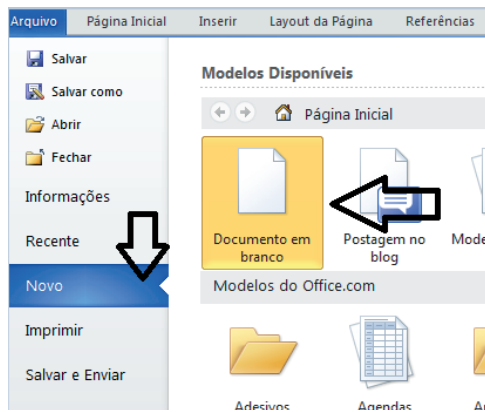 Arquivo Página Inicial Inserir Layout da Página Referências
Salvar
Salvar como
Abrir
Fechar
Informações
Recente
Novo
Imprimir
Salvar e Enviar
Modelos Disponíveis
Página Inicial
Documento em branco
Postagem no blog
Modelos do Office.com
Adesivos
Agendas